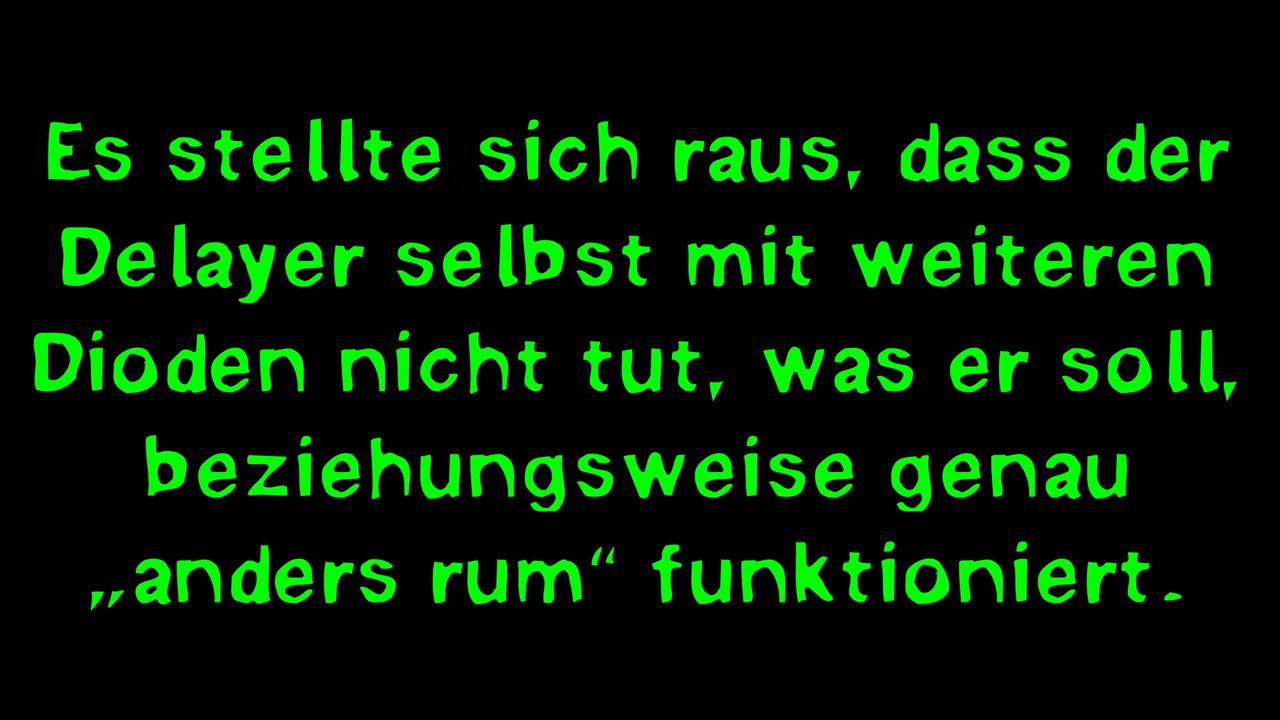 Es stellte sich raus, dass der
Delayer selbst mit weiteren
Dioden nicht tut, was er soll,
beziehungsweise genau
„anders rum“ funktioniert.